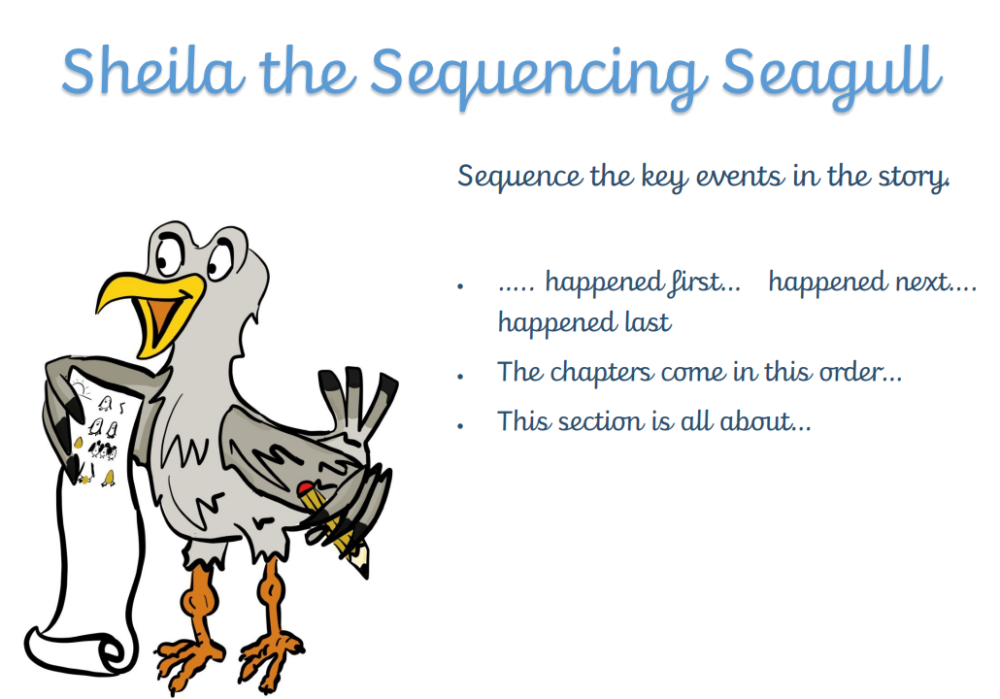 Sheila the Sequencing Seagull
Sequence the key events in the story.
• ….. happened first… happened next….
happened last
• The chapters come in this order…
• This section is all about…